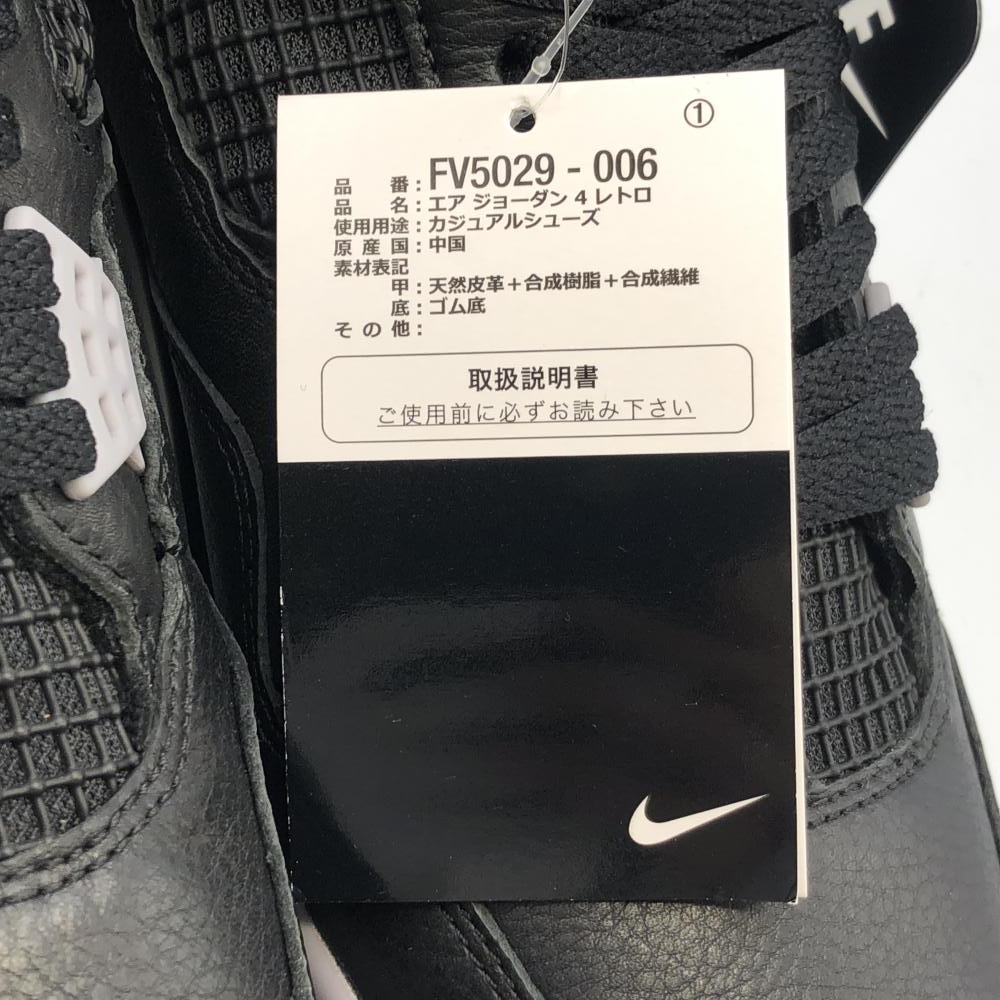 ①
品 番：FV5029 - 006
品 名：エア ジョーダン 4 レトロ
使用用途：カジュアルシューズ
原 産 国：中国
素材表記
甲：天然皮革＋合成樹脂＋合成繊維
底：ゴム底
そ の 他：
取扱説明書
ご使用前に必ずお読み下さい